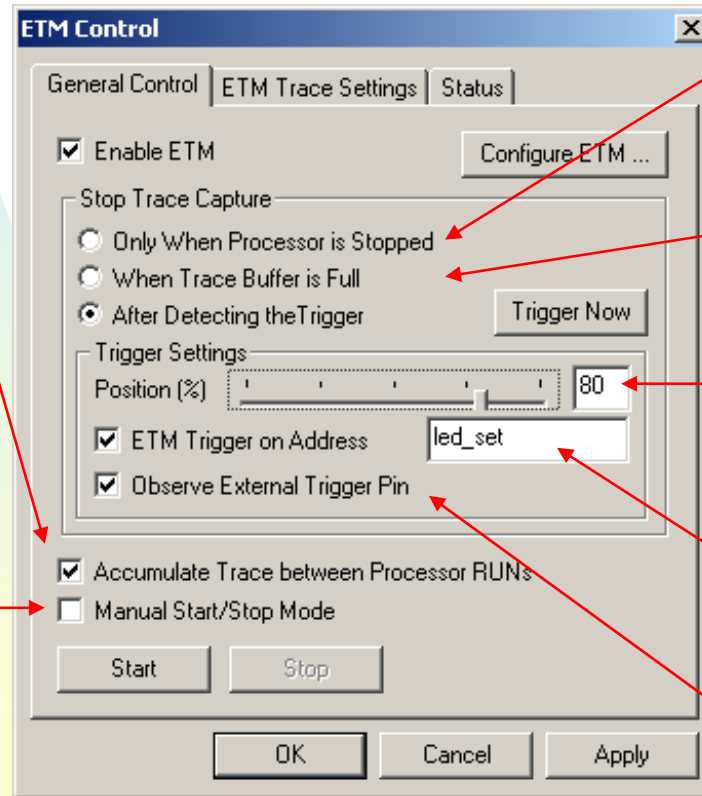 ETM Control
General Control ETM Trace Settings Status
Enable ETM
Configure ETM ...
Stop Trace Capture
Only When Processor is Stopped
When Trace Buffer is Full
After Detecting theTrigger
Trigger Now
Trigger Settings
Position (%)
80
ETM Trigger on Address
led_set
Observe External Trigger Pin
Accumulate Trace between Processor RUNs
Manual Start/Stop Mode
Start Stop
OK Cancel Apply